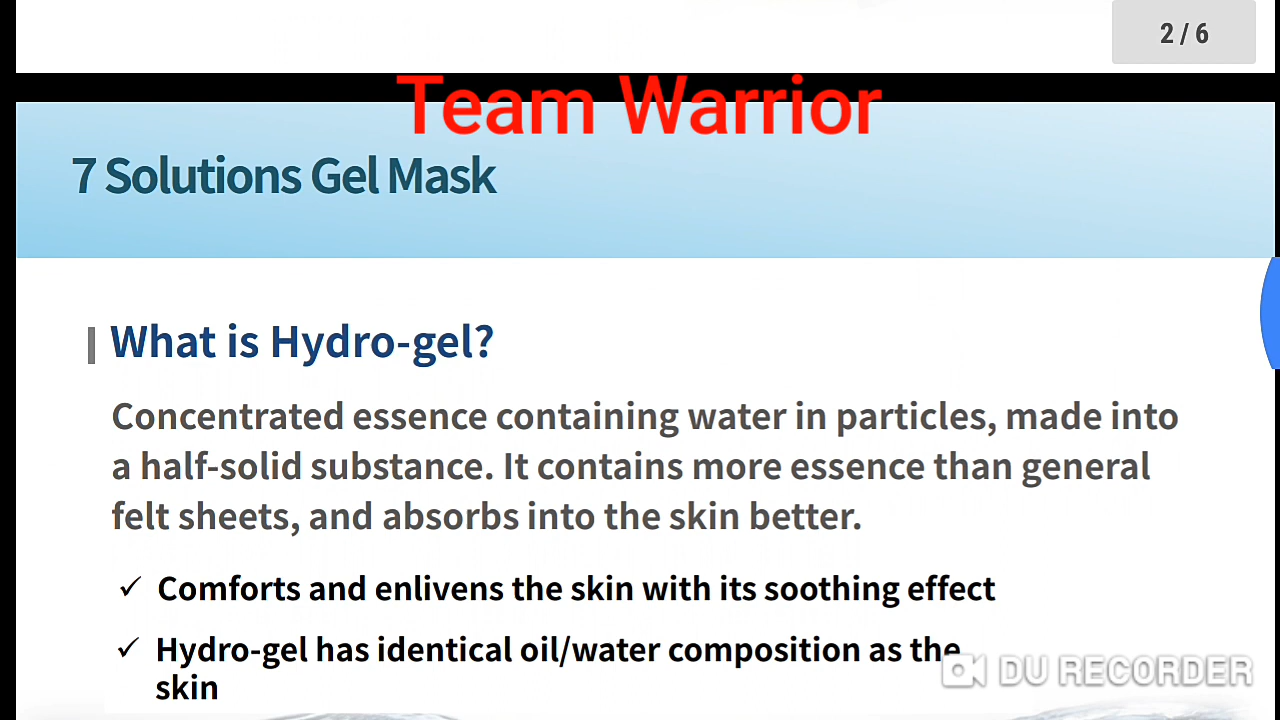 2 / 6
Team Warrior
7 Solutions Gel Mask
What is Hydro-gel?
Concentrated essence containing water in particles, made into
a half-solid substance. It contains more essence than general
felt sheets, and absorbs into the skin better.
✓ Comforts and enlivens the skin with its soothing effect
✓ Hydro-gel has identical oil/water composition as the
skin
DU RECORDER